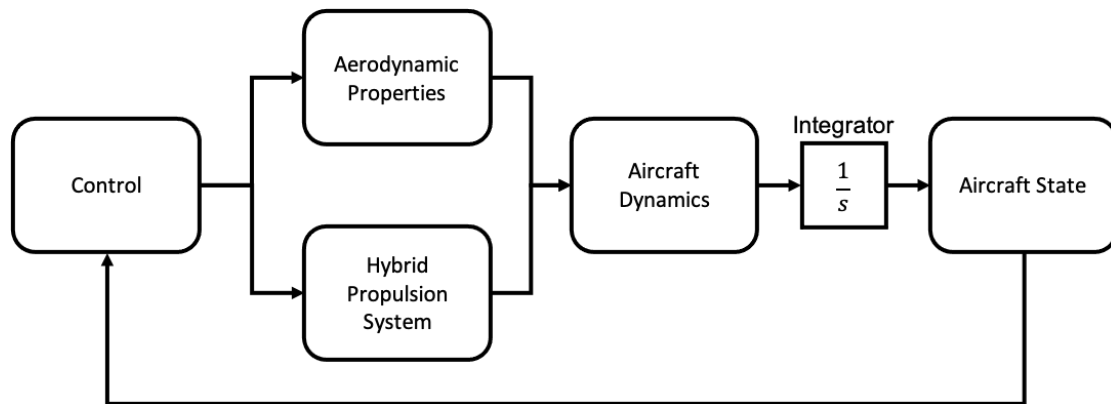 Control
Aerodynamic
Properties
Hybrid
Propulsion
System
Aircraft
Dynamics
Integrator
1
s
Aircraft State